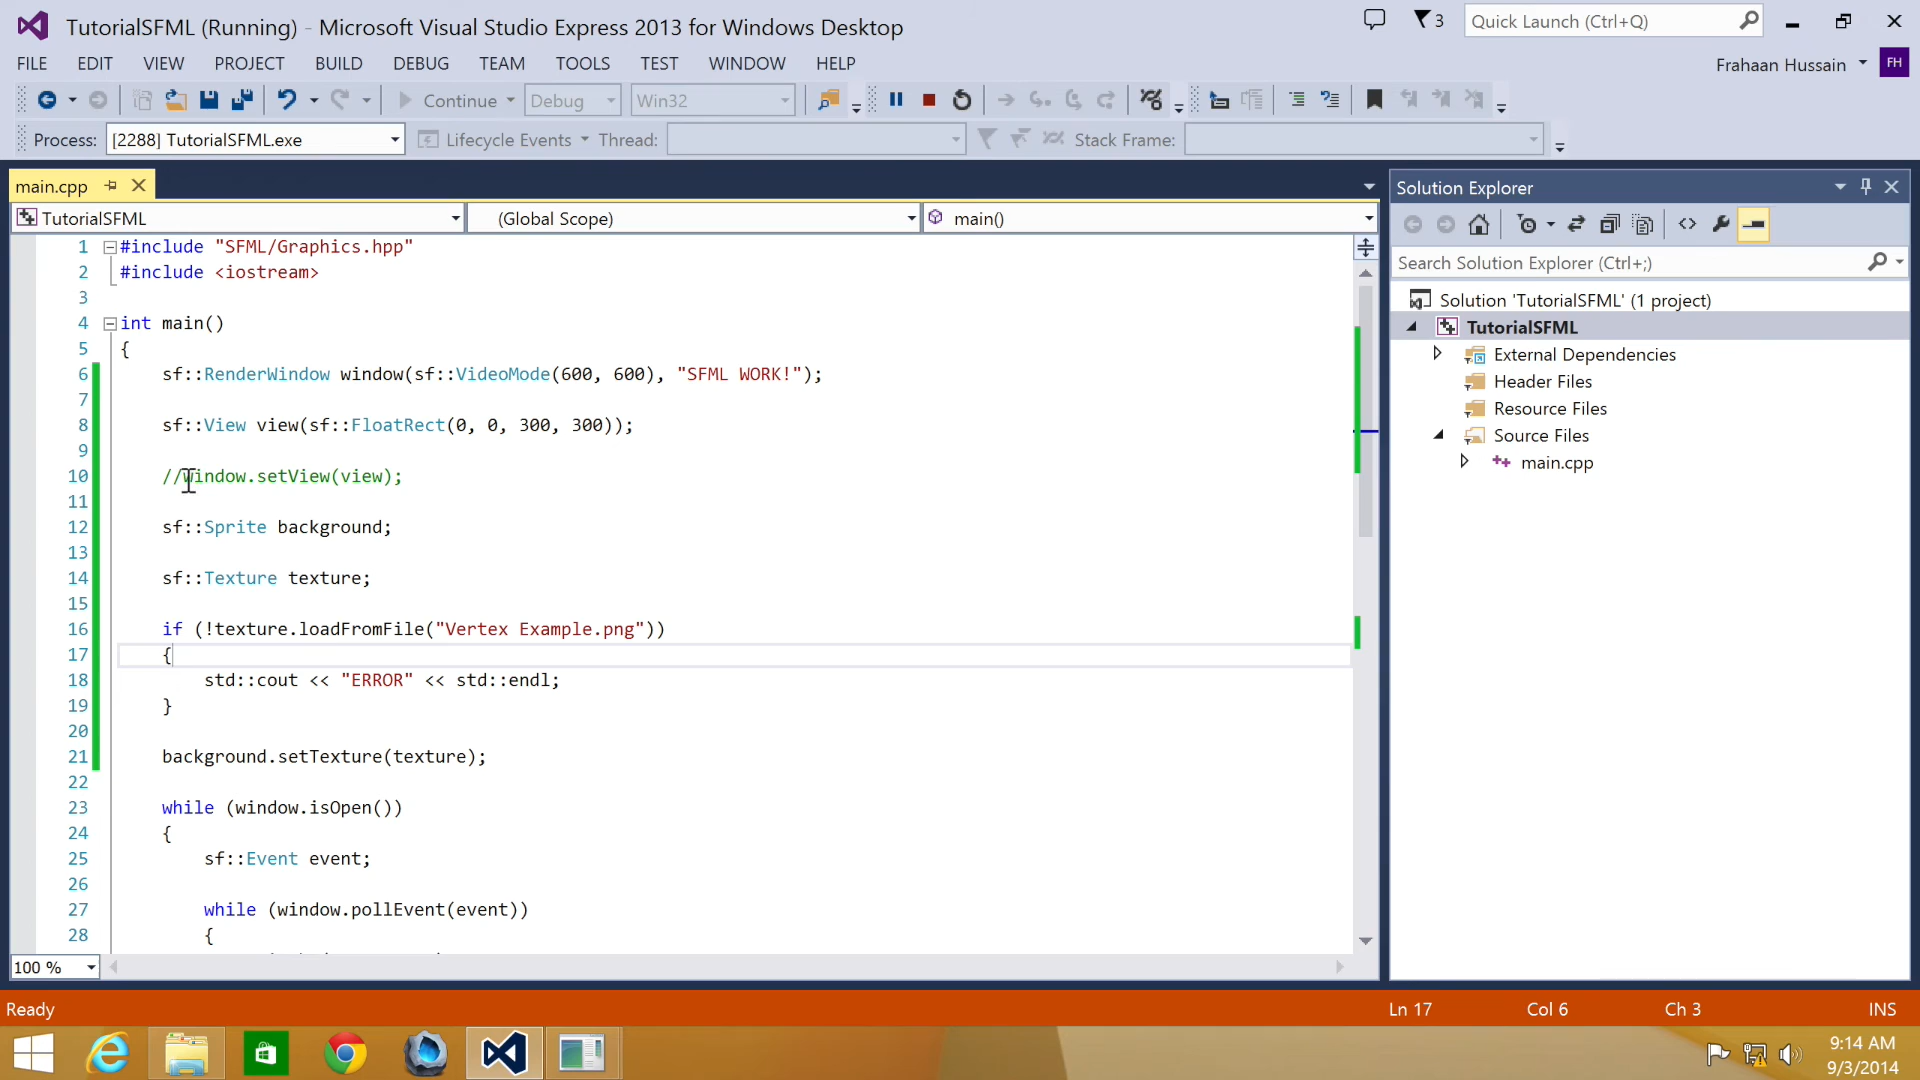 TutorialSFML (Running) - Microsoft Visual Studio Express 2013 for Windows Desktop
3
Quick Launch (Ctrl+Q)
FILE EDIT VIEW PROJECT BUILD DEBUG TEAM TOOLS TEST WINDOW HELP
Frahaan Hussain FH
Continue Debug Win32
Process: [2288] TutorialSFML.exe Lifecycle Events Thread: Stack Frame:
main.cpp
TutorialSFML (Global Scope) main()
1 #include "SFML/Graphics.hpp"
2 #include <iostream>
3
4 int main()
5 {
6 sf::RenderWindow window(sf::VideoMode(600, 600), "SFML WORK!");
7
8 sf::View view(sf::FloatRect(0, 0, 300, 300));
9
10 //window.setView(view);
11
12 sf::Sprite background;
13
14 sf::Texture texture;
15
16 if (!texture.loadFromFile("Vertex Example.png"))
17 {
18 std::cout << "ERROR" << std::endl;
19 }
20
21 background.setTexture(texture);
22
23 while (window.isOpen())
24 {
25 sf::Event event;
26
27 while (window.pollEvent(event))
28 {
100 %
Solution Explorer
Search Solution Explorer (Ctrl+;)
Solution 'TutorialSFML' (1 project)
TutorialSFML
External Dependencies
Header Files
Resource Files
Source Files
main.cpp
Ready Ln 17 Col 6 Ch 3 INS
9:14 AM
9/3/2014